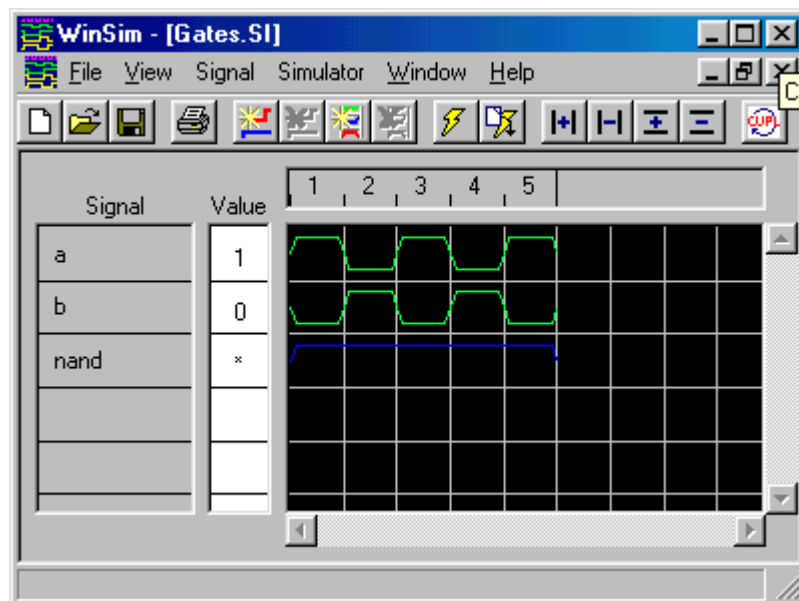 WinSim - [Gates.SI]
File View Signal Simulator Window Help
C
CUPL
1 2 3 4 5
Signal Value
a 1
b 0
nand *